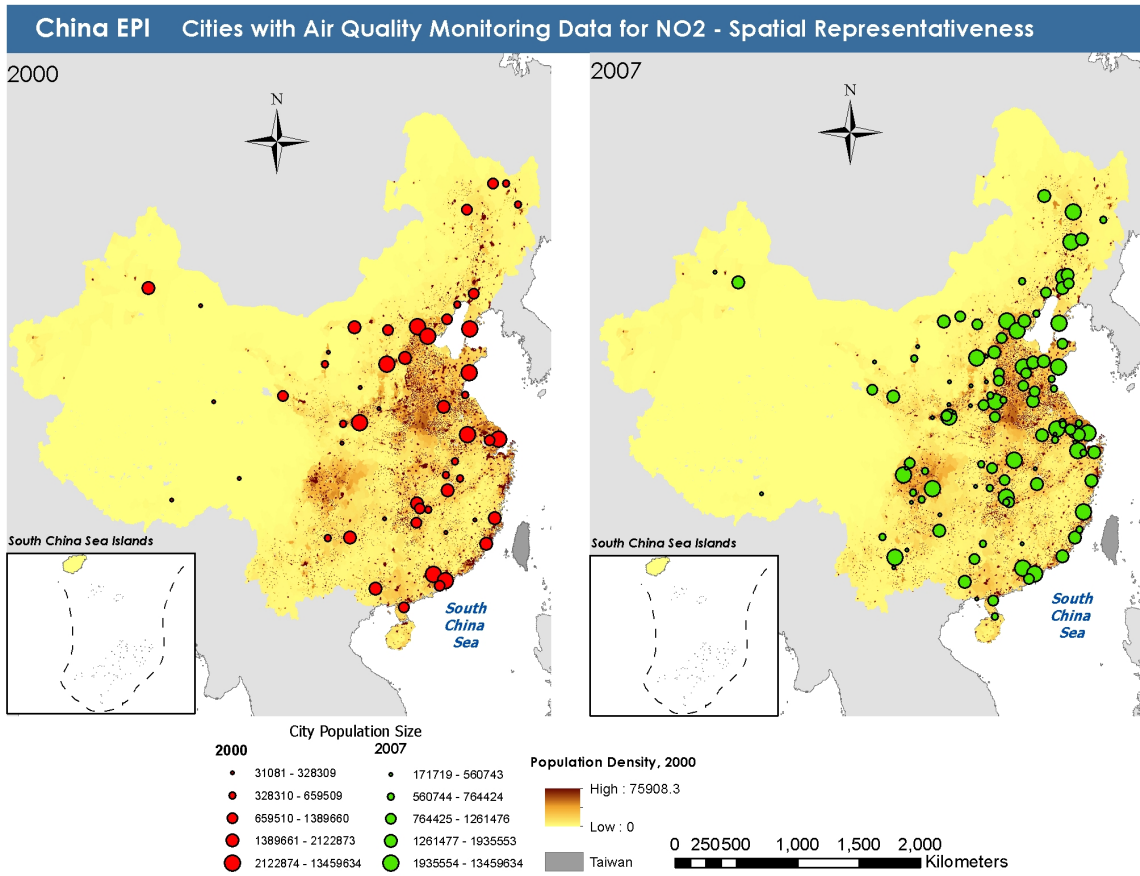 China EPI Cities with Air Quality Monitoring Data for NO2 - Spatial Representativeness
2000
2007
N
N
South China Sea Islands
South
China
Sea
South China Sea Islands
South
China
Sea
City Population Size
2000 2007
31081 - 328309
328310 - 659509
659510 - 1389660
1389661 - 2122873
2122874 - 13459634
171719 - 560743
560744 - 764424
764425 - 1261476
1261477 - 1935553
1935554 - 13459634
Population Density, 2000
High : 75908.3
Low : 0
Taiwan
0 250 500 1,000 1,500 2,000
Kilometers